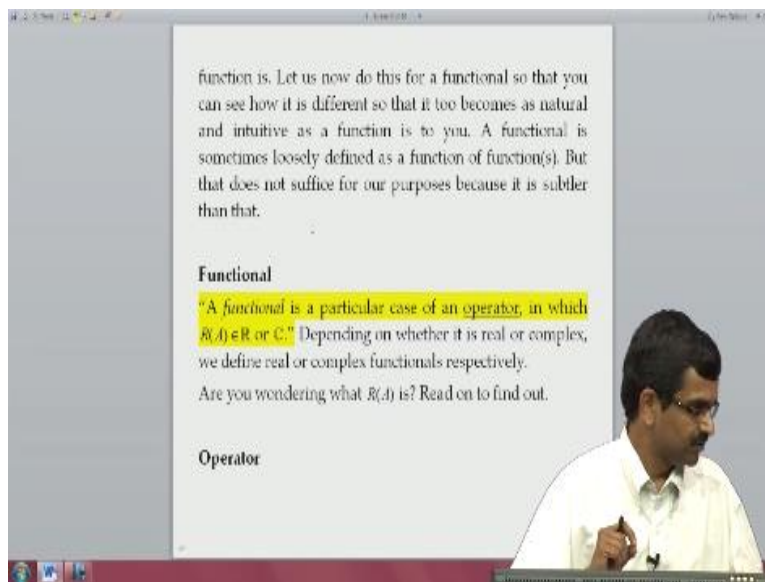 function is. Let us now do this for a functional so that you
can see how it is different so that it too becomes as natural
and intuitive as a function is to you. A functional is
sometimes loosely defined as a function of function(s). But
that does not suffice for our purposes because it is subtler
than that.
Functional
"A functional is a particular case of an operator, in which
R(A) ∈ ℝ or ℂ." Depending on whether it is real or complex,
we define real or complex functionals respectively.
Are you wondering what R(A) is? Read on to find out.
Operator